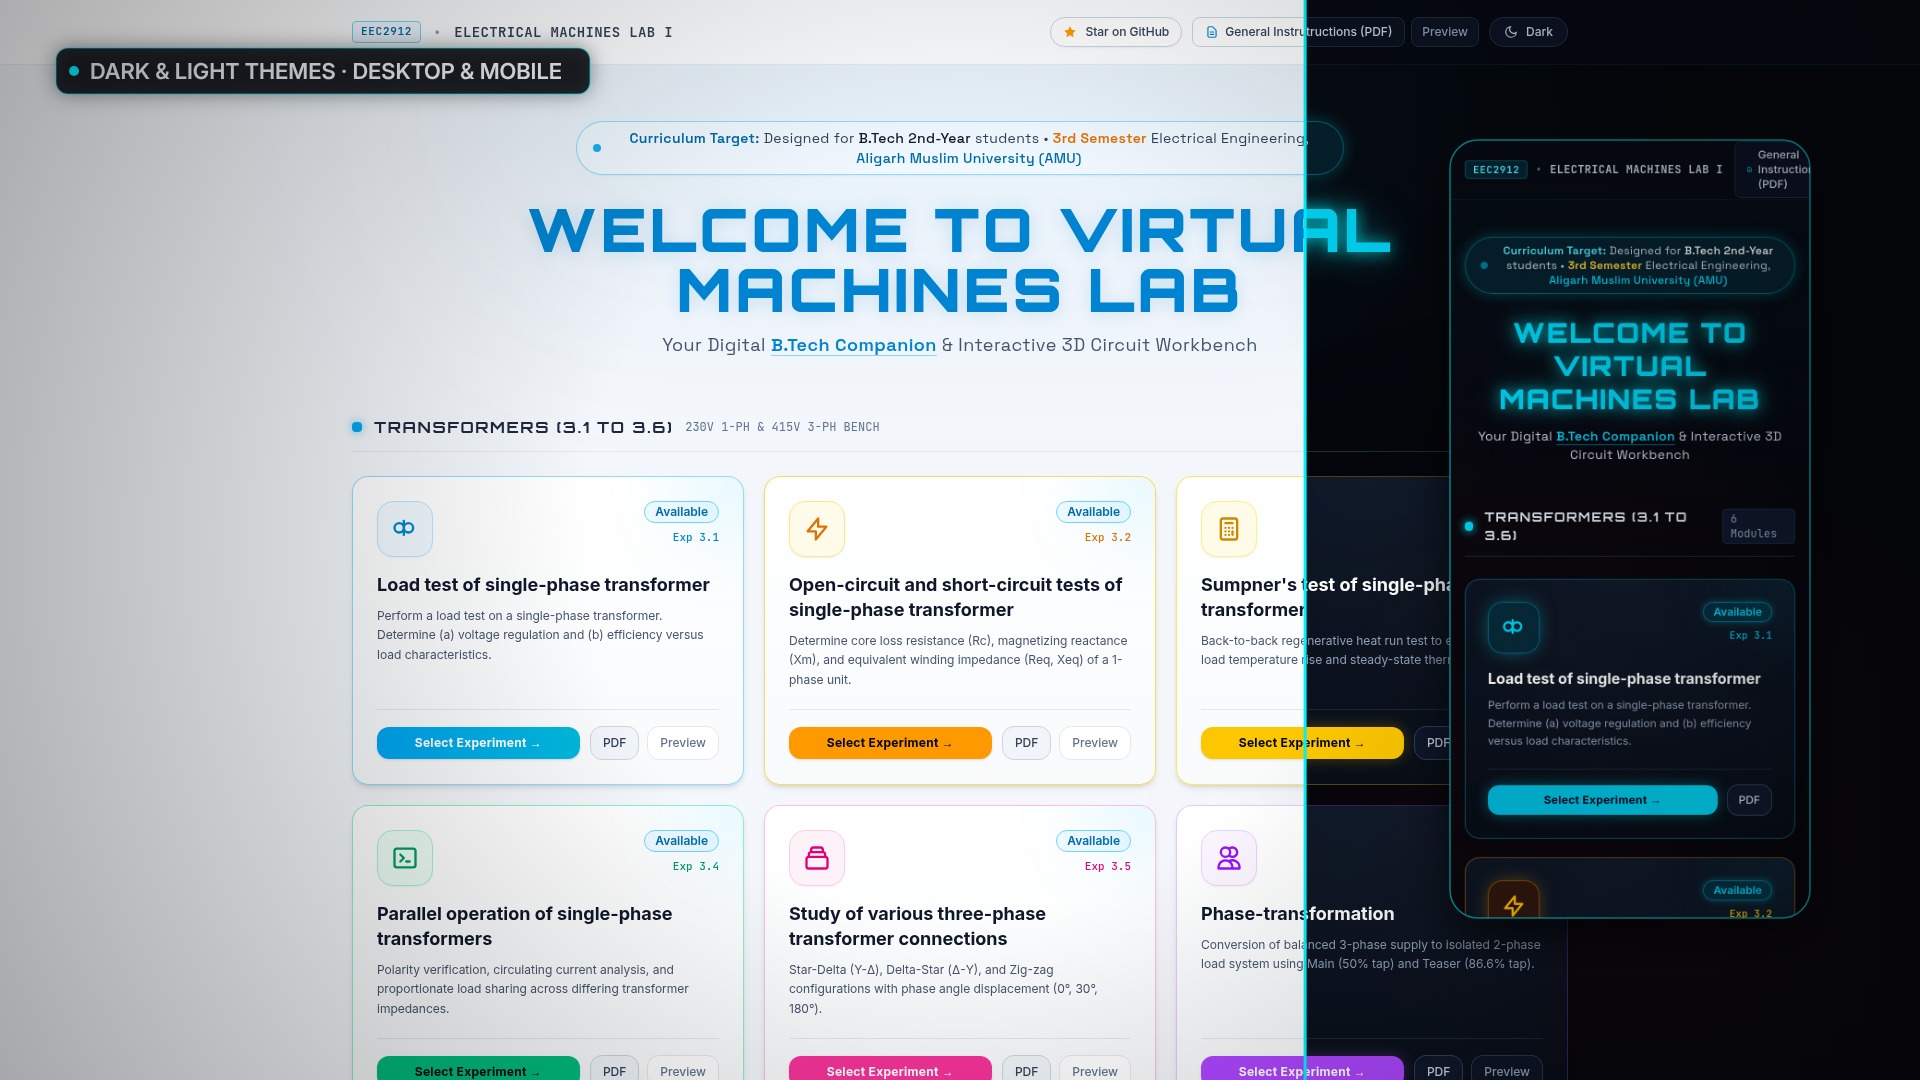 EEC2912 • ELECTRICAL MACHINES LAB I
Star on GitHub
General Instructions (PDF)
Preview
Dark
DARK & LIGHT THEMES · DESKTOP & MOBILE
Curriculum Target: Designed for B.Tech 2nd-Year students • 3rd Semester Electrical Engineering,
Aligarh Muslim University (AMU)
WELCOME TO VIRTUAL
MACHINES LAB
Your Digital B.Tech Companion & Interactive 3D Circuit Workbench
TRANSFORMERS (3.1 TO 3.6) 230V 1-PH & 415V 3-PH BENCH
Available
Exp 3.1
Load test of single-phase transformer
Perform a load test on a single-phase transformer.
Determine (a) voltage regulation and (b) efficiency versus
load characteristics.
Select Experiment →
PDF
Preview
Available
Exp 3.2
Open-circuit and short-circuit tests of
single-phase transformer
Determine core loss resistance (Rc), magnetizing reactance
(Xm), and equivalent winding impedance (Req, Xeq) of a 1-
phase unit.
Select Experiment →
PDF
Preview
Sumpner's test of single-pha
transformer
Back-to-back regenerative heat run test to e
load temperature rise and steady-state ther
Select Experiment →
PDF
Available
Exp 3.4
Parallel operation of single-phase
transformers
Polarity verification, circulating current analysis, and
proportionate load sharing across differing transformer
impedances.
Select Experiment →
PDF
Preview
Available
Exp 3.5
Study of various three-phase
transformer connections
Star-Delta (Y-Δ), Delta-Star (Δ-Y), and Zig-zag
configurations with phase angle displacement (0°, 30°,
180°).
Select Experiment →
PDF
Preview
Phase-transformation
Conversion of balanced 3-phase supply to isolated 2-phase
load system using Main (50% tap) and Teaser (86.6% tap).
Select Experiment →
PDF
Preview
EEC2912 • ELECTRICAL MACHINES LAB I
General
Instruction
(PDF)
Curriculum Target: Designed for B.Tech 2nd-Year
students • 3rd Semester Electrical Engineering,
Aligarh Muslim University (AMU)
WELCOME TO
VIRTUAL
MACHINES LAB
Your Digital B.Tech Companion & Interactive 3D
Circuit Workbench
TRANSFORMERS (3.1 TO
3.6)
6
Modules
Available
Exp 3.1
Load test of single-phase transformer
Perform a load test on a single-phase transformer.
Determine (a) voltage regulation and (b) efficiency
versus load characteristics.
Select Experiment →
PDF
Available
Exp 3.2